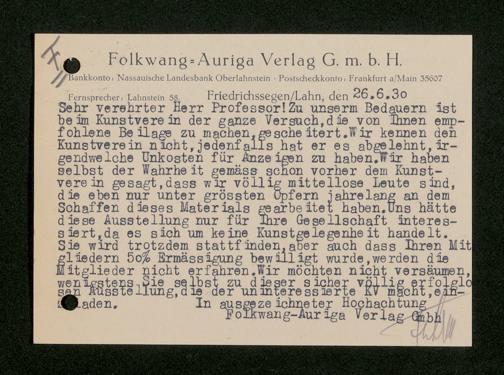 Folkwang=Auriga Verlag G. m. b. H.
Bankkonto: Nassauische Landesbank Oberlahnstein · Postscheckkonto: Frankfurt a/Main 35607
Fernsprecher: Lahnstein 58. Friedrichssegen/Lahn, den 26.6.30
Sehr verehrter Herr Professor!Zu unserm Bedauern ist
beim Kunstverein der ganze Versuch,die von Ihnen emp-
fohlene Beilage zu machen,gescheitert.Wir kennen den
Kunstverein nicht,jedenfalls hat er es abgelehnt,ir-
gendwelche Unkosten für Anzeigen zu haben.Wir haben
selbst der Wahrheit gemäss schon vorher dem Kunst-
verein gesagt,dass wir völlig mittellose Leute sind,
die eben nur unter grössten Opfern jahrelang an dem
Schaffen dieses Materials gearbeitet haben.Uns hätte
diese Ausstellung nur für Ihre Gesellschaft interes-
siert,da es sich um keine Kunstgelegenheit handelt.
Sie wird trotzdem stattfinden,aber auch dass Ihren Mit
gliedern 50% Ermässigung bewilligt wurde,werden die
Mitglieder nicht erfahren.Wir möchten nicht versäumen,
wenigstens Sie selbst zu dieser sicher völlig erfolglo
sen Ausstellung,die der uninteressierte KV macht,ein-
zuladen. In ausgezeichneter Hochachtung
Folkwang-Auriga Verlag Gmbh